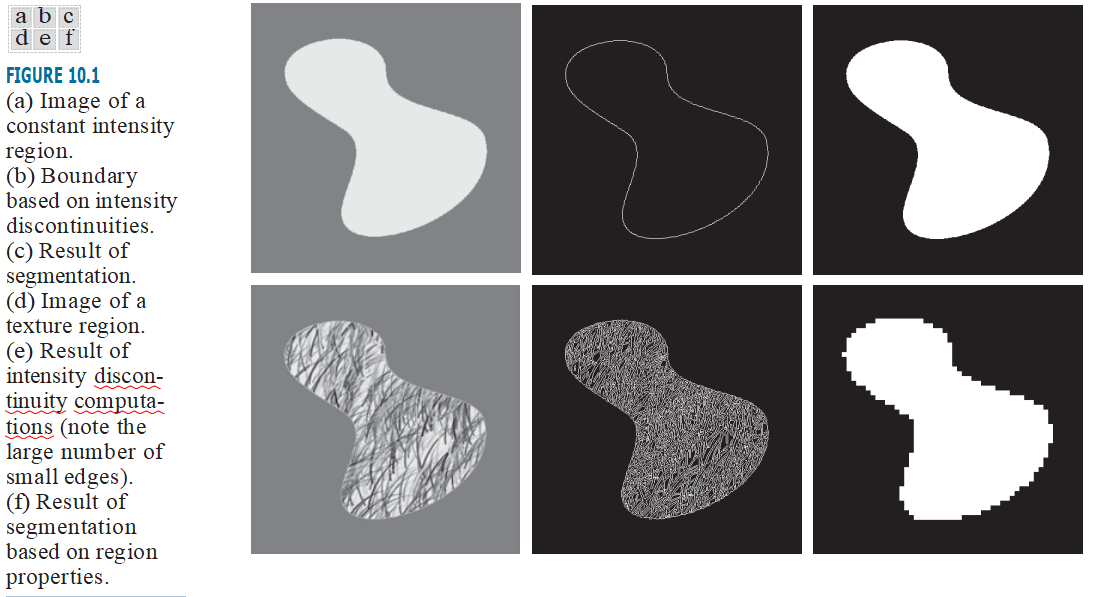 a b c
d e f
FIGURE 10.1
(a) Image of a
constant intensity
region.
(b) Boundary
based on intensity
discontinuities.
(c) Result of
segmentation.
(d) Image of a
texture region.
(e) Result of
intensity discon-
tinuity computa-
tions (note the
large number of
small edges).
(f) Result of
segmentation
based on region
properties.